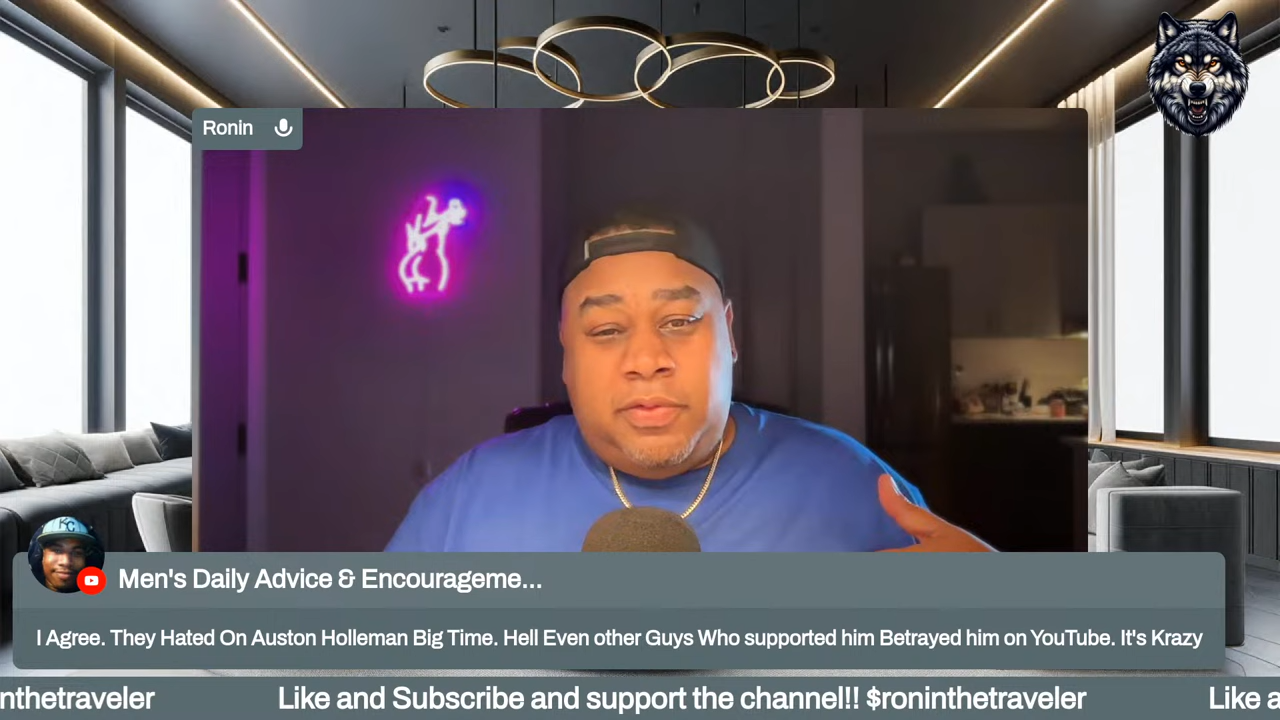 Ronin
KC
Men's Daily Advice & Encourageme...
I Agree. They Hated On Auston Holleman Big Time. Hell Even other Guys Who supported him Betrayed him on YouTube. It's Krazy
nthetraveler Like and Subscribe and support the channel!! $roninthetraveler Like a